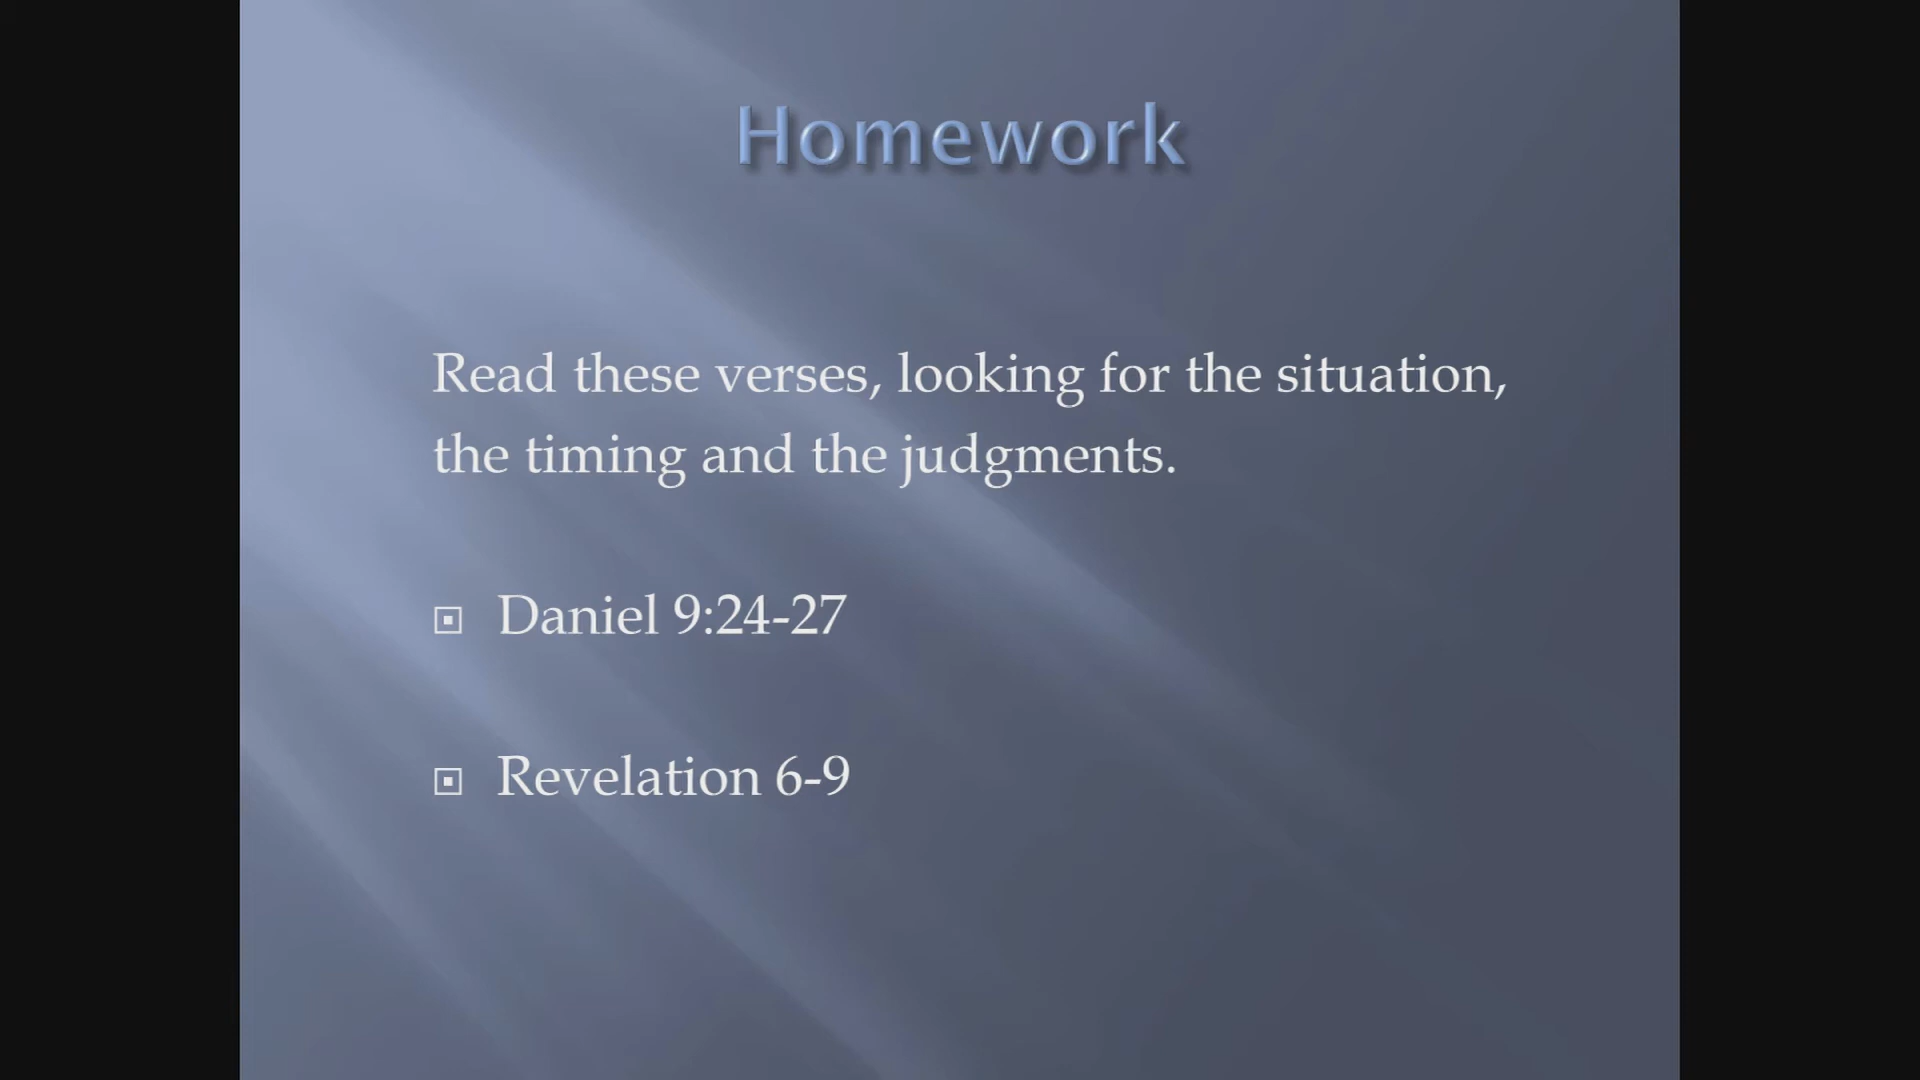 Homework
Read these verses, looking for the situation,
the timing and the judgments.
Daniel 9:24-27
Revelation 6-9